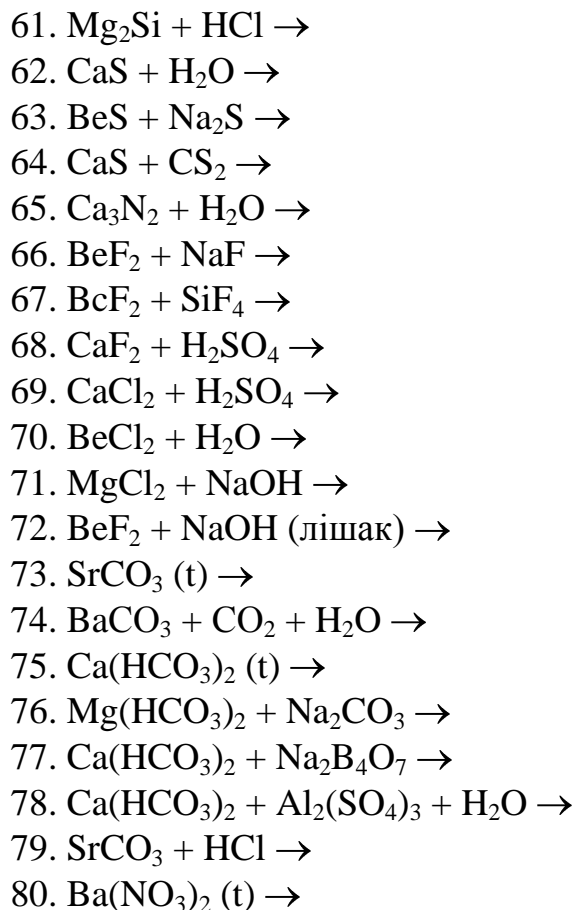 61. Mg₂Si + HCl →
62. CaS + H₂O →
63. BeS + Na₂S →
64. CaS + CS₂ →
65. Ca₃N₂ + H₂O →
66. BeF₂ + NaF →
67. BcF₂ + SiF₄ →
68. CaF₂ + H₂SO₄ →
69. CaCl₂ + H₂SO₄ →
70. BeCl₂ + H₂O →
71. MgCl₂ + NaOH →
72. BeF₂ + NaOH (лішак) →
73. SrCO₃ (t) →
74. BaCO₃ + CO₂ + H₂O →
75. Ca(HCO₃)₂ (t) →
76. Mg(HCO₃)₂ + Na₂CO₃ →
77. Ca(HCO₃)₂ + Na₂B₄O₇ →
78. Ca(HCO₃)₂ + Al₂(SO₄)₃ + H₂O →
79. SrCO₃ + HCl →
80. Ba(NO₃)₂ (t) →